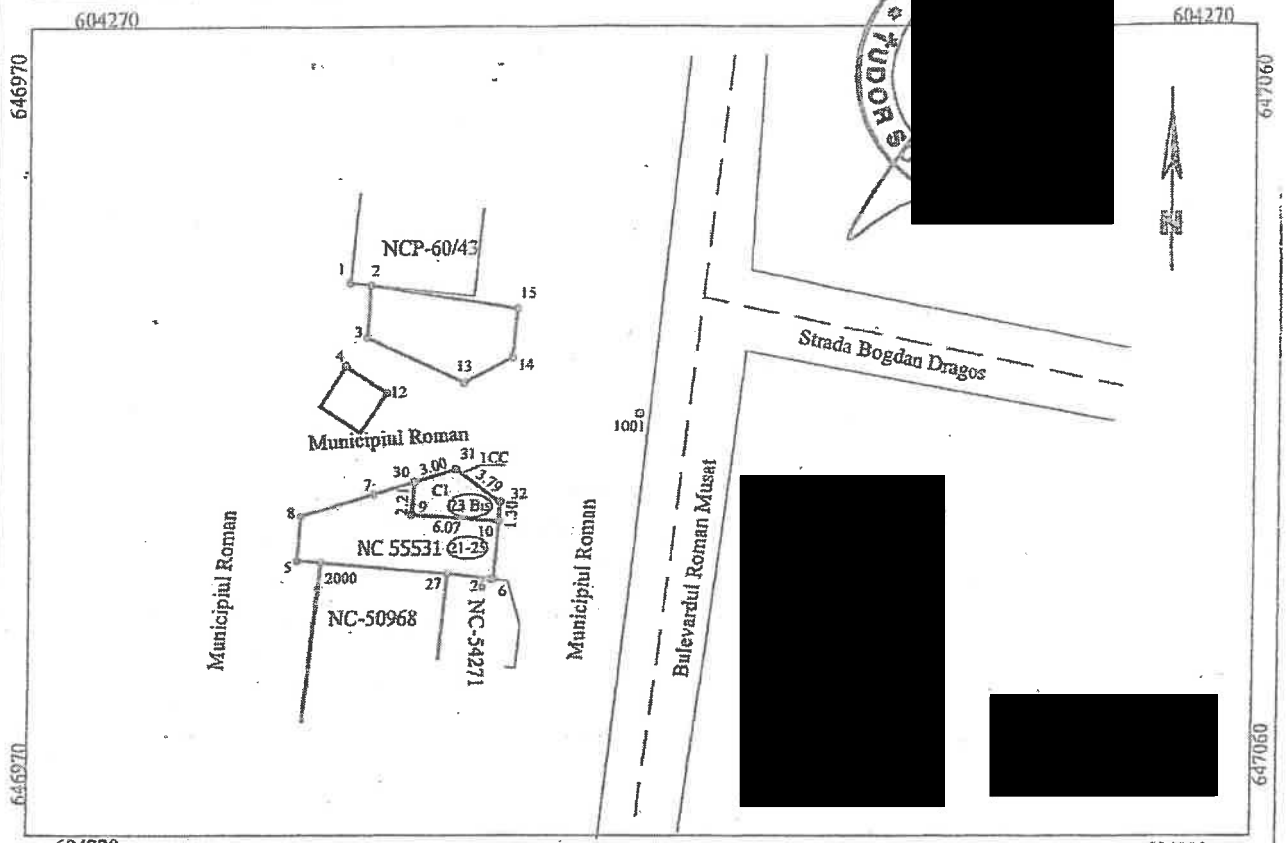 604270
604270
646970
647060
TUDOR S
NCP-60/43
1
2
15
3
14
13
4
12
Strada Bogdan Dragos
1001
Municipiul Roman
31
1CC
30
3.00
3.79
7
C1
32
2.21
9
23 B15
1.30
8
6.07
10
NC 55531
21-25
5
2000
27
6
NC-50968
NC-54271
Municipiul Roman
Municipiul Roman
Bulevardul Roman Musat
N
646970
647060